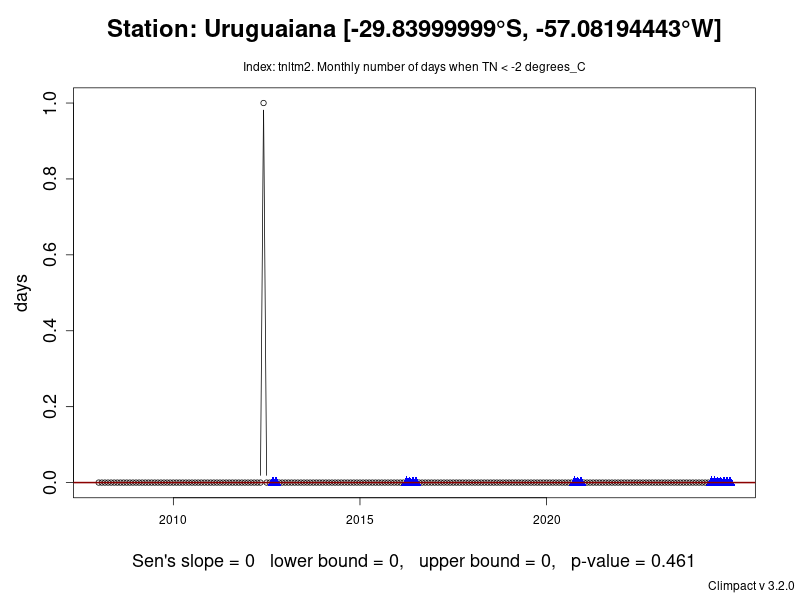 Station: Uruguaiana [-29.83999999°S, -57.08194443°W]
Index: tnltm2. Monthly number of days when TN < -2 degrees_C
days
1.0
0.8
0.6
0.4
0.2
0.0
2010 2015 2020
Sen's slope = 0 lower bound = 0, upper bound = 0, p-value = 0.461
Climpact v 3.2.0